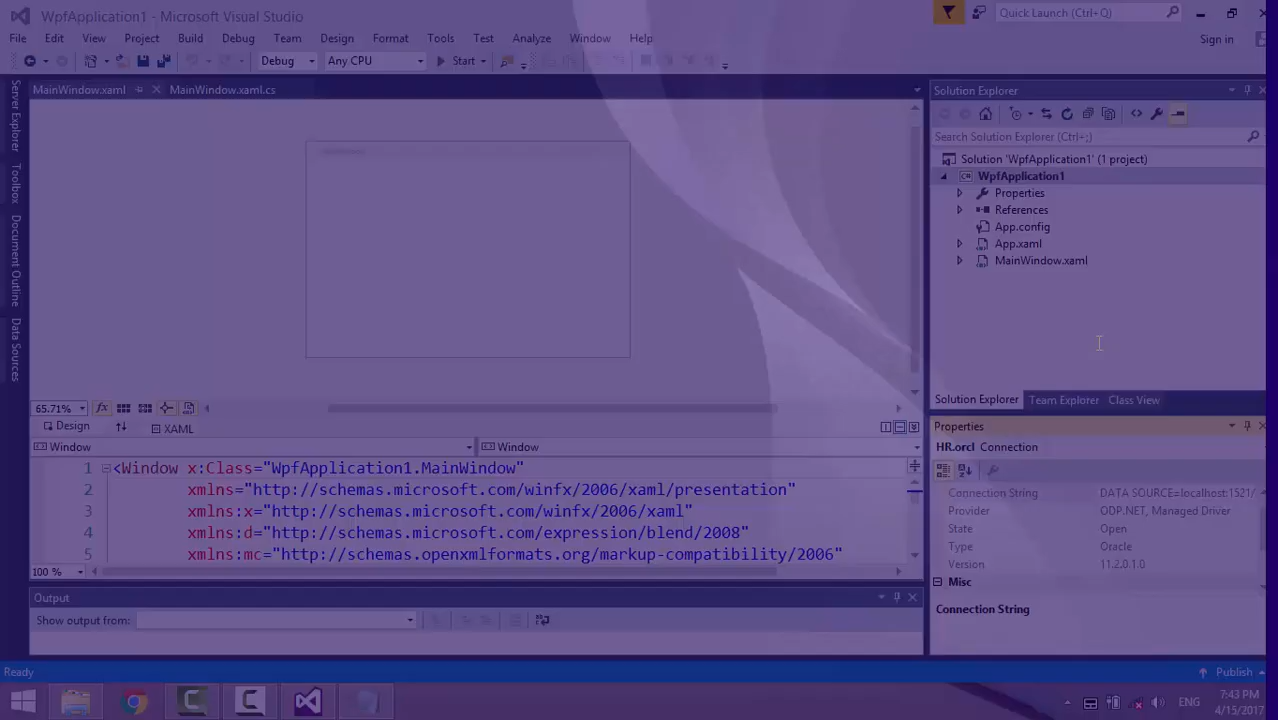 WpfApplication1 - Microsoft Visual Studio
Quick Launch (Ctrl+Q)
File Edit View Project Build Debug Team Design Format Tools Test Analyze Window Help
Sign in
Debug Any CPU Start
MainWindow.xaml MainWindow.xaml.cs
Server Explorer
Toolbox
Document Outline
Data Sources
65.71%
Design XAML
Window Window
1 <Window x:Class="WpfApplication1.MainWindow"
2 xmlns="http://schemas.microsoft.com/winfx/2006/xaml/presentation"
3 xmlns:x="http://schemas.microsoft.com/winfx/2006/xaml"
4 xmlns:d="http://schemas.microsoft.com/expression/blend/2008"
5 xmlns:mc="http://schemas.openxmlformats.org/markup-compatibility/2006"
100 %
Output
Show output from:
Solution Explorer
Search Solution Explorer (Ctrl+;)
Solution 'WpfApplication1' (1 project)
WpfApplication1
Properties
References
App.config
App.xaml
MainWindow.xaml
Solution Explorer Team Explorer Class View
Properties
HR.orcl Connection
Connection String DATA SOURCE=localhost:1521/
Provider ODP.NET, Managed Driver
State Open
Type Oracle
Version 11.2.0.1.0
Misc
Connection String
Ready
Publish
ENG
7:43 PM
4/15/2017